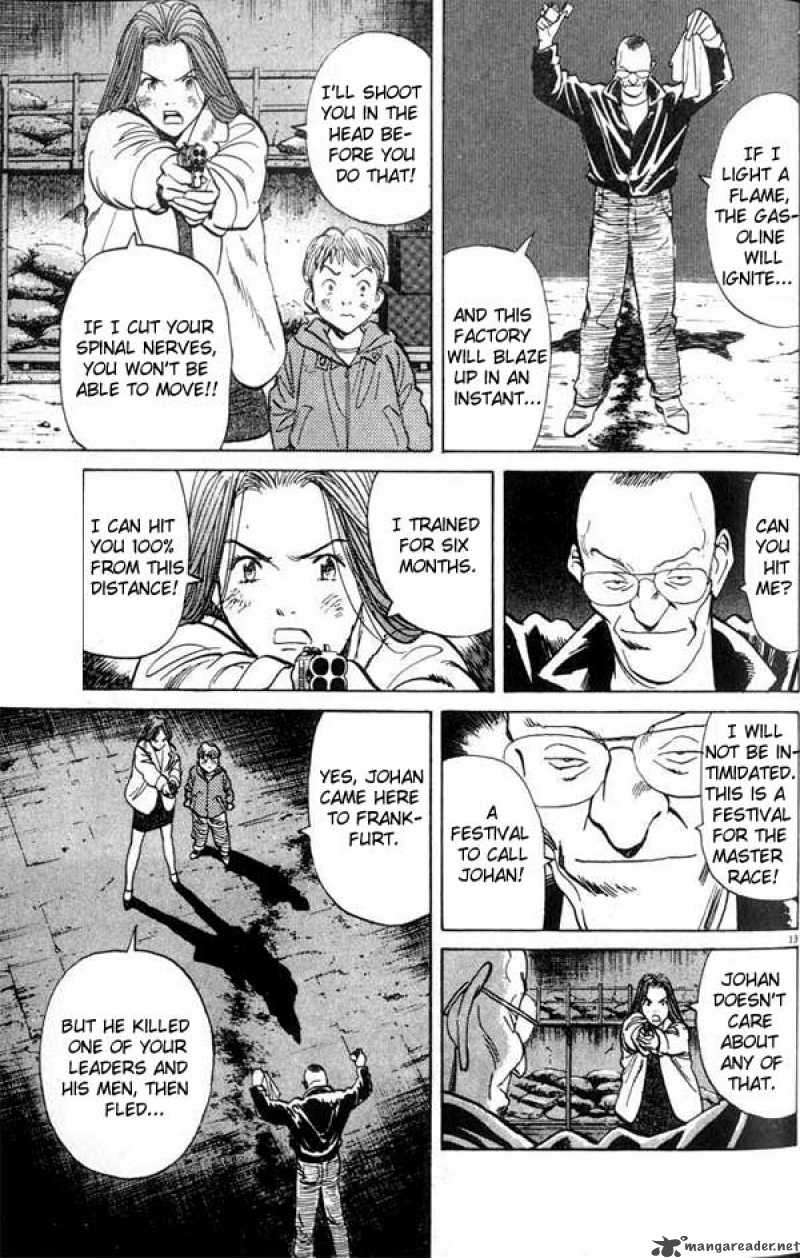 IF I
LIGHT A
FLAME,
THE GAS-
OLINE
WILL
IGNITE...
AND THIS
FACTORY
WILL BLAZE
UP IN AN
INSTANT...
I'LL SHOOT
YOU IN THE
HEAD BE-
FORE YOU
DO THAT!
IF I CUT YOUR
SPINAL NERVES,
YOU WON'T BE
ABLE TO MOVE!!
CAN
YOU
HIT
ME?
I TRAINED
FOR SIX
MONTHS.
I CAN HIT
YOU 100%
FROM THIS
DISTANCE!
I WILL
NOT BE IN-
TIMIDATED.
THIS IS A
FESTIVAL
FOR THE
MASTER
RACE!
A
FESTIVAL
TO CALL
JOHAN!
13
JOHAN
DOESN'T
CARE
ABOUT
ANY OF
THAT.
YES, JOHAN
CAME HERE
TO FRANK-
FURT.
BUT HE KILLED
ONE OF YOUR
LEADERS AND
HIS MEN, THEN
FLED...
mangareader.net